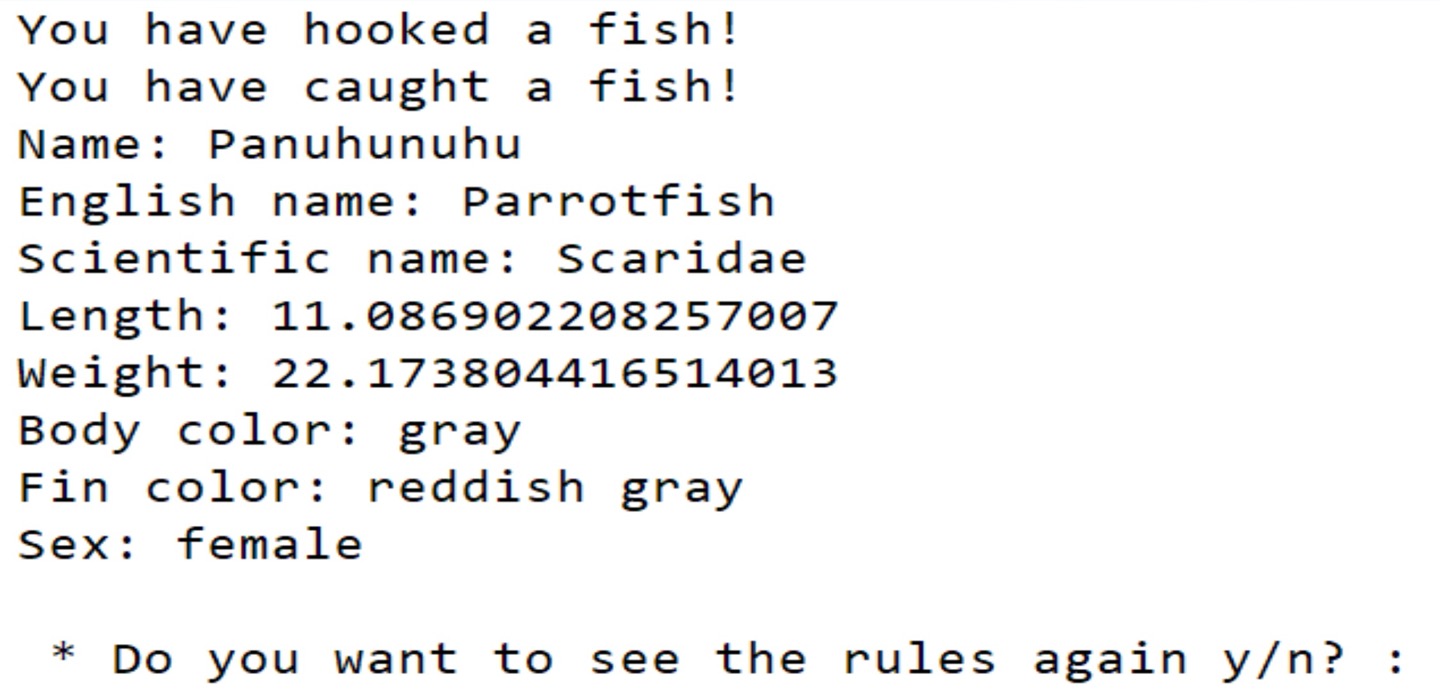 You have hooked a fish!
You have caught a fish!
Name: Panuhunuhu
English name: Parrotfish
Scientific name: Scaridae
Length: 11.086902208257007
Weight: 22.173804416514013
Body color: gray
Fin color: reddish gray
Sex: female
* Do you want to see the rules again y/n? :